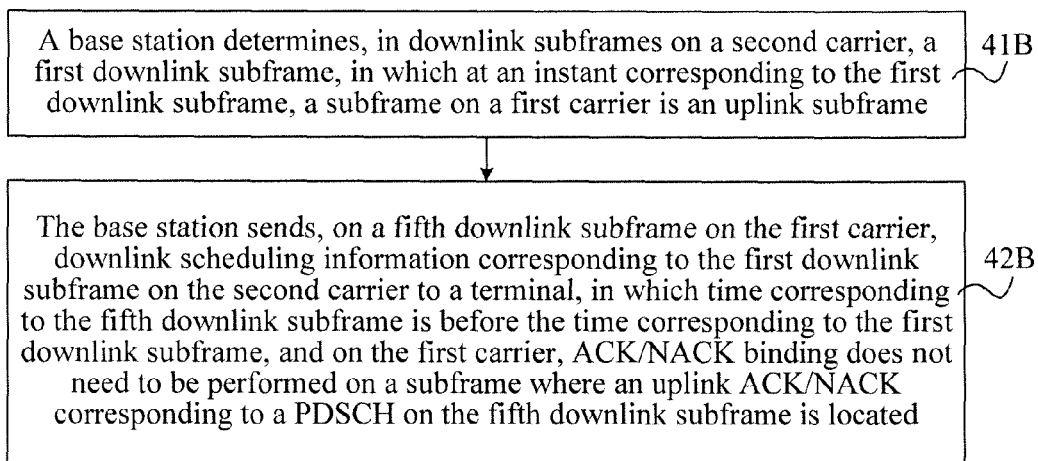 A base station determines, in downlink subframes on a second carrier, a
first downlink subframe, in which at an instant corresponding to the first
downlink subframe, a subframe on a first carrier is an uplink subframe
41B
The base station sends, on a fifth downlink subframe on the first carrier,
downlink scheduling information corresponding to the first downlink
subframe on the second carrier to a terminal, in which time corresponding
to the fifth downlink subframe is before the time corresponding to the first
downlink subframe, and on the first carrier, ACK/NACK binding does not
need to be performed on a subframe where an uplink ACK/NACK
corresponding to a PDSCH on the fifth downlink subframe is located
42B